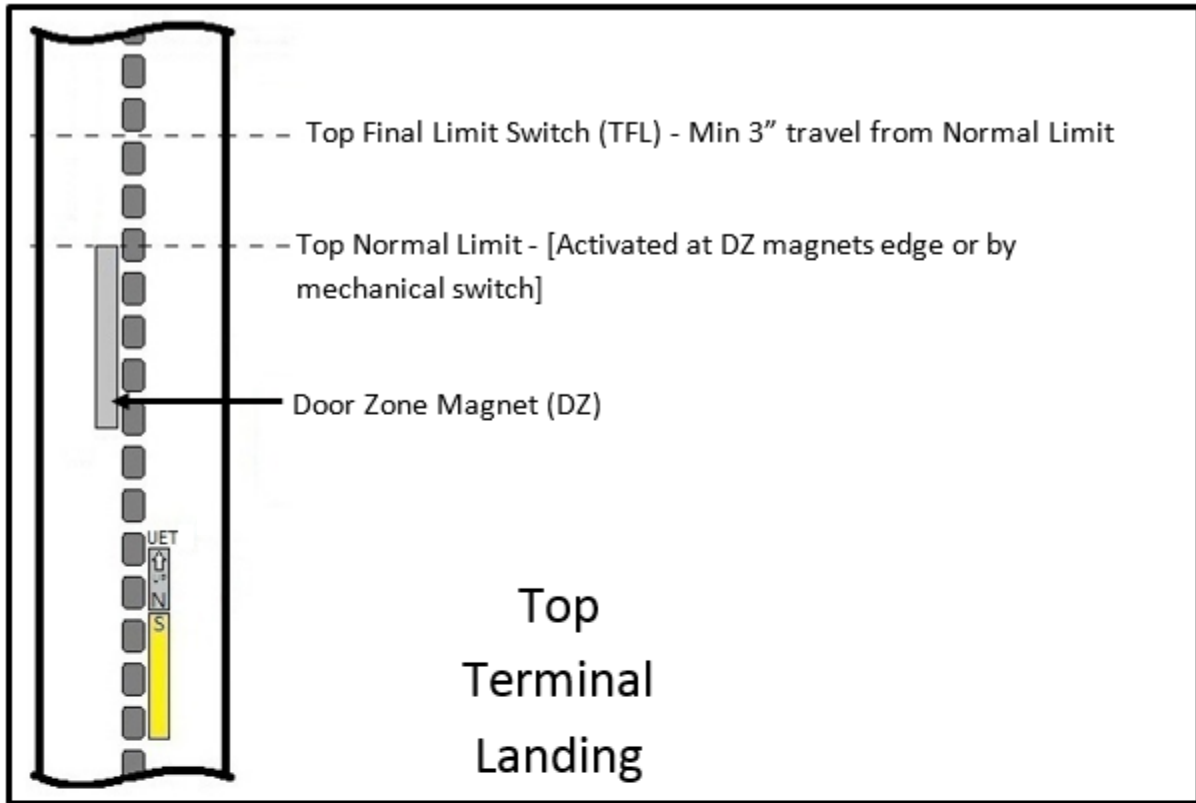 Top Final Limit Switch (TFL) - Min 3” travel from Normal Limit
Top Normal Limit - [Activated at DZ magnets edge or by
mechanical switch]
Door Zone Magnet (DZ)
UET
N
S
Top
Terminal
Landing